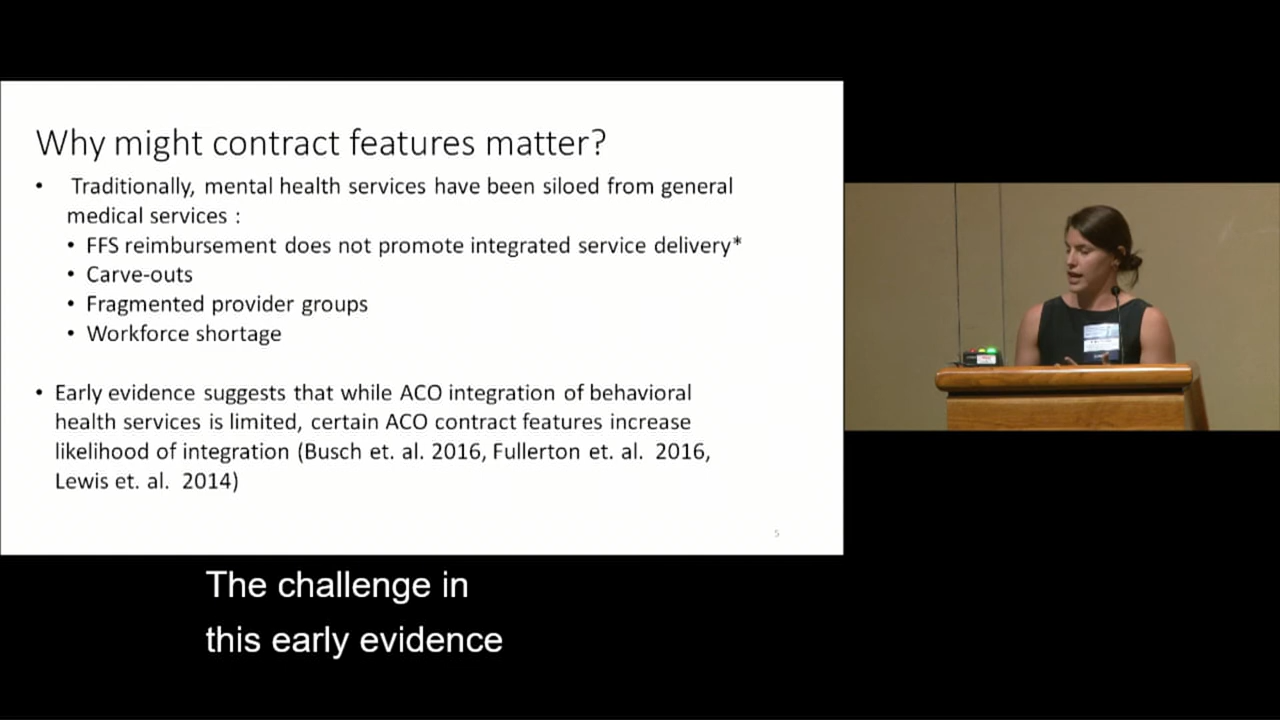 Why might contract features matter?
• Traditionally, mental health services have been siloed from general
medical services :
• FFS reimbursement does not promote integrated service delivery*
• Carve-outs
• Fragmented provider groups
• Workforce shortage
• Early evidence suggests that while ACO integration of behavioral
health services is limited, certain ACO contract features increase
likelihood of integration (Busch et. al. 2016, Fullerton et. al. 2016,
Lewis et. al. 2014)
5
The challenge in
this early evidence